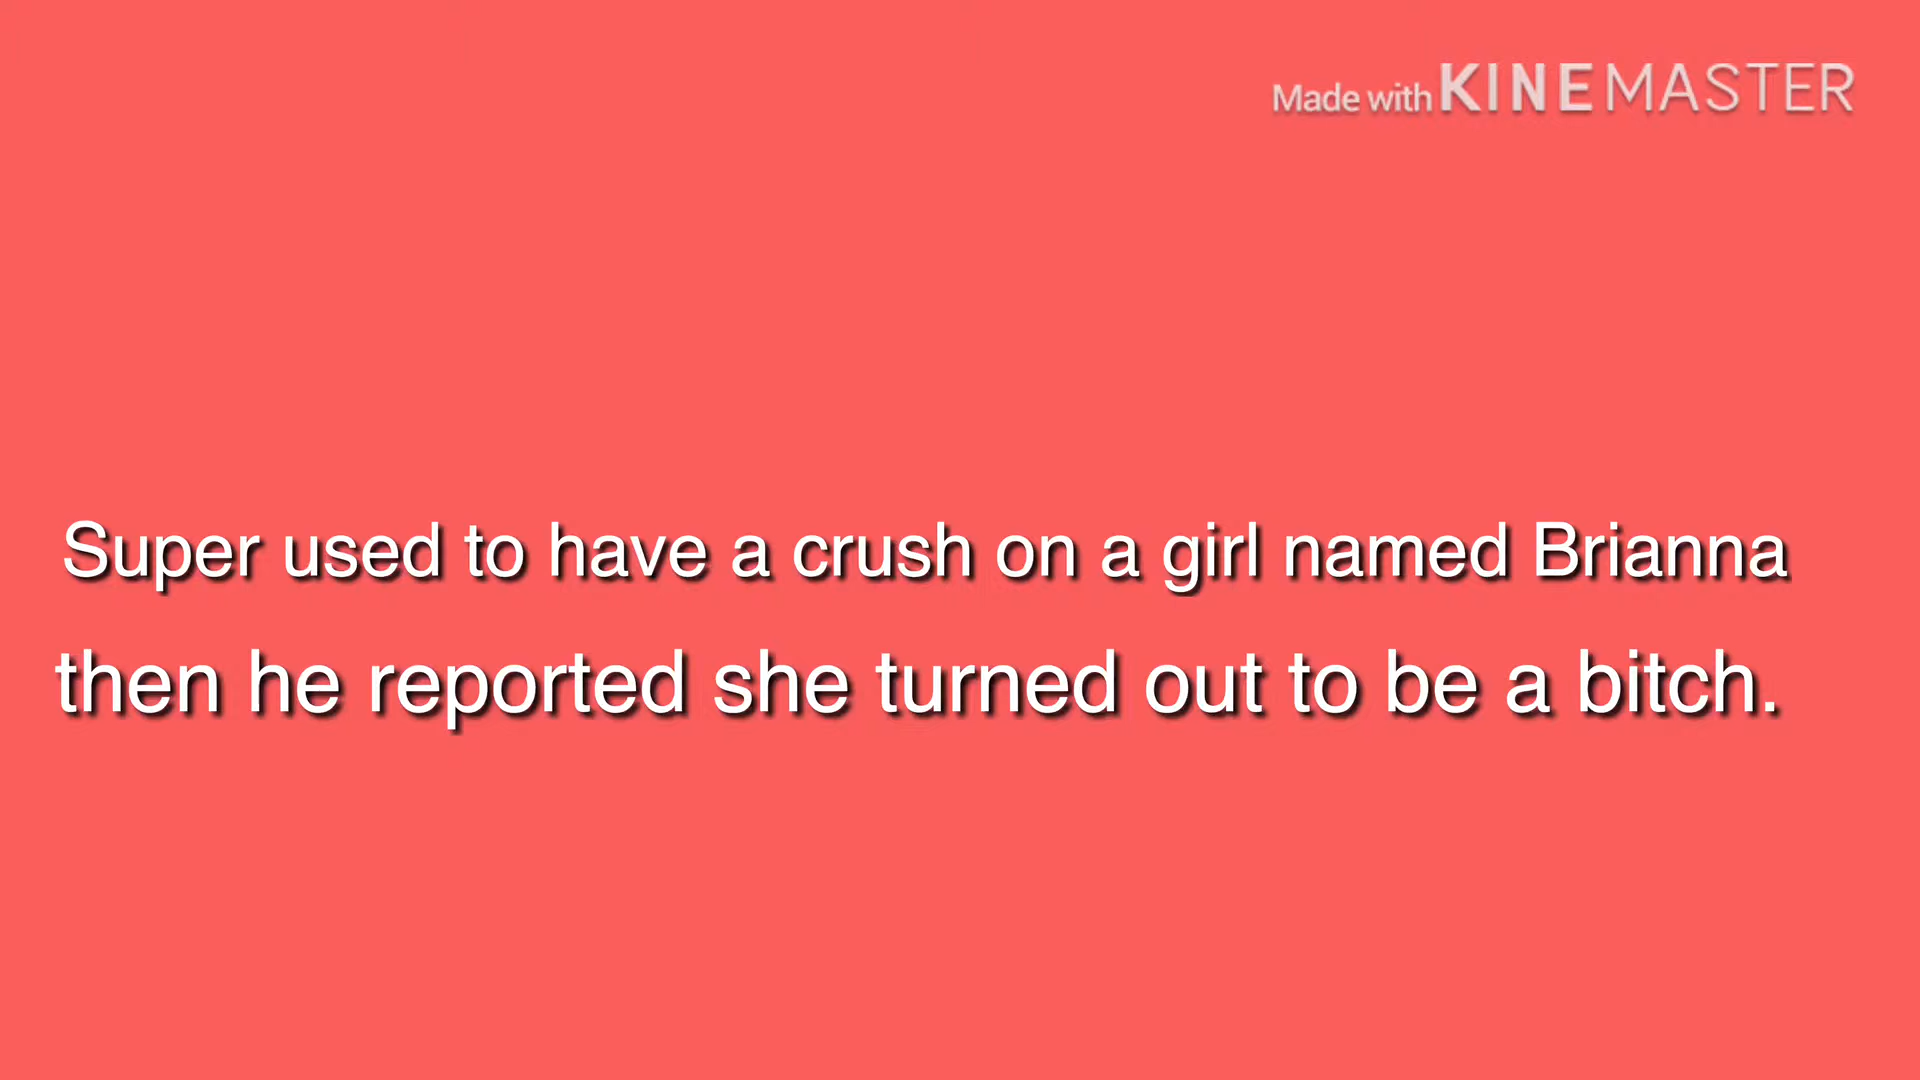 Made with KINEMASTER
Super used to have a crush on a girl named Brianna
then he reported she turned out to be a bitch.